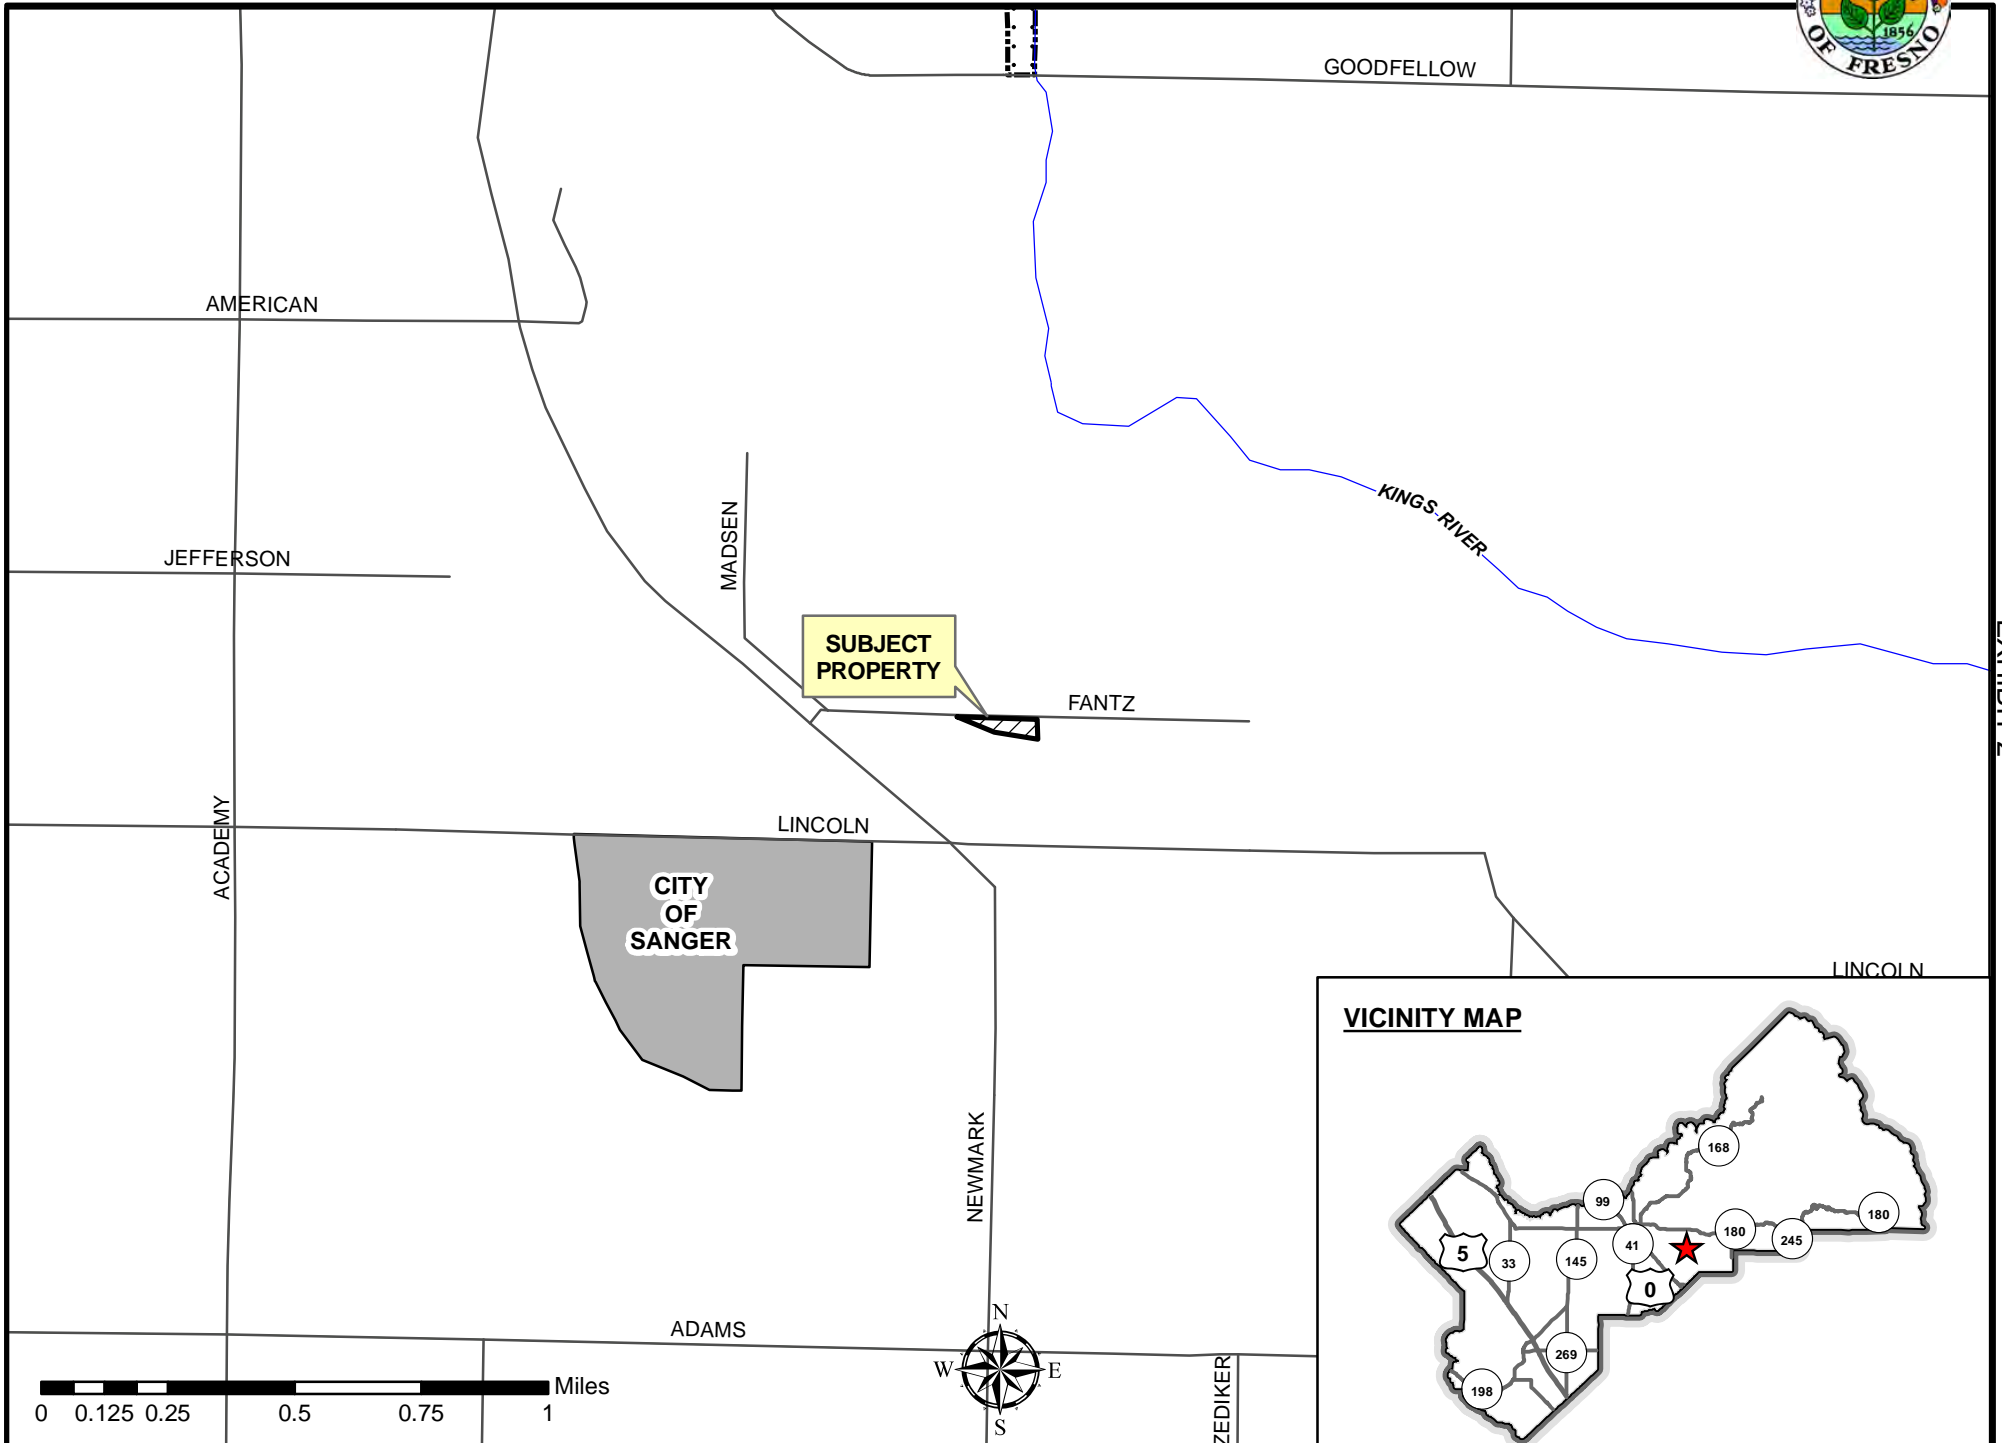 1856
OF FRESNO
GOODFELLOW
AMERICAN
KINGS RIVER
MADSEN
JEFFERSON
SUBJECT
PROPERTY
FANTZ
ACADEMY
LINCOLN
CITY
OF
SANGER
LINCOLN
VICINITY MAP
NEWMARK
168
99
180
180
5
33
145
41
245
0
269
198
ADAMS
N
W
E
S
ZEDIKER
Miles
0
0.125
0.25
0.5
0.75
1